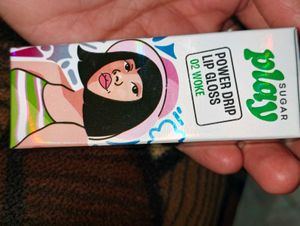 SUGAR
play
POWER DRIP
LIP GLOSS
02 WOKE